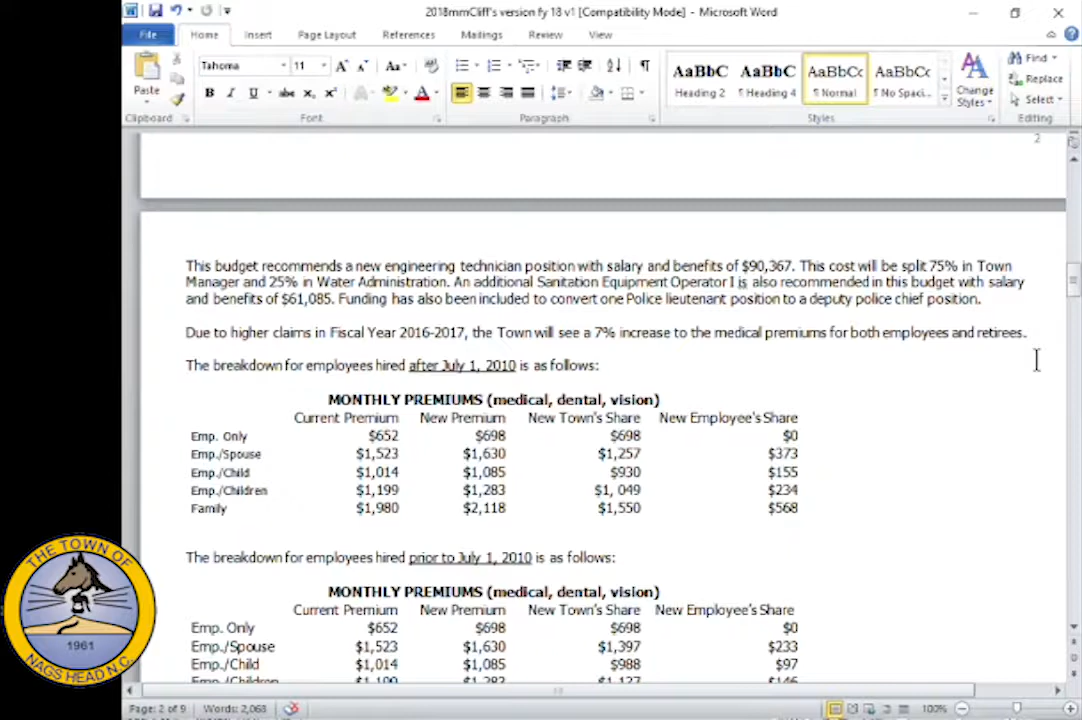 2018mmCliff's version fy 18 v1 [Compatibility Mode] - Microsoft Word
File Home Insert Page Layout References Mailings Review View
Tahoma 11
Paste
AaBbC AaBbC AaBbCc AaBbCc
Heading 2 ¶ Heading 4 ¶ Normal ¶ No Spaci...
Change Styles
Find
Replace
Select
Clipboard Font Paragraph Styles Editing
2
This budget recommends a new engineering technician position with salary and benefits of $90,367. This cost will be split 75% in Town
Manager and 25% in Water Administration. An additional Sanitation Equipment Operator I is also recommended in this budget with salary
and benefits of $61,085. Funding has also been included to convert one Police lieutenant position to a deputy police chief position.
Due to higher claims in Fiscal Year 2016-2017, the Town will see a 7% increase to the medical premiums for both employees and retirees.
The breakdown for employees hired after July 1, 2010 is as follows:
MONTHLY PREMIUMS (medical, dental, vision)
Current Premium New Premium New Town's Share New Employee's Share
Emp. Only $652 $698 $698 $0
Emp./Spouse $1,523 $1,630 $1,257 $373
Emp./Child $1,014 $1,085 $930 $155
Emp./Children $1,199 $1,283 $1, 049 $234
Family $1,980 $2,118 $1,550 $568
The breakdown for employees hired prior to July 1, 2010 is as follows:
MONTHLY PREMIUMS (medical, dental, vision)
Current Premium New Premium New Town's Share New Employee's Share
Emp. Only $652 $698 $698 $0
Emp./Spouse $1,523 $1,630 $1,397 $233
Emp./Child $1,014 $1,085 $988 $97
Emp./Children $1,199 $1,283 $1,137 $146
THE TOWN OF
1961
NAGS HEAD N.C.
Page: 2 of 9 Words: 2,063 100%